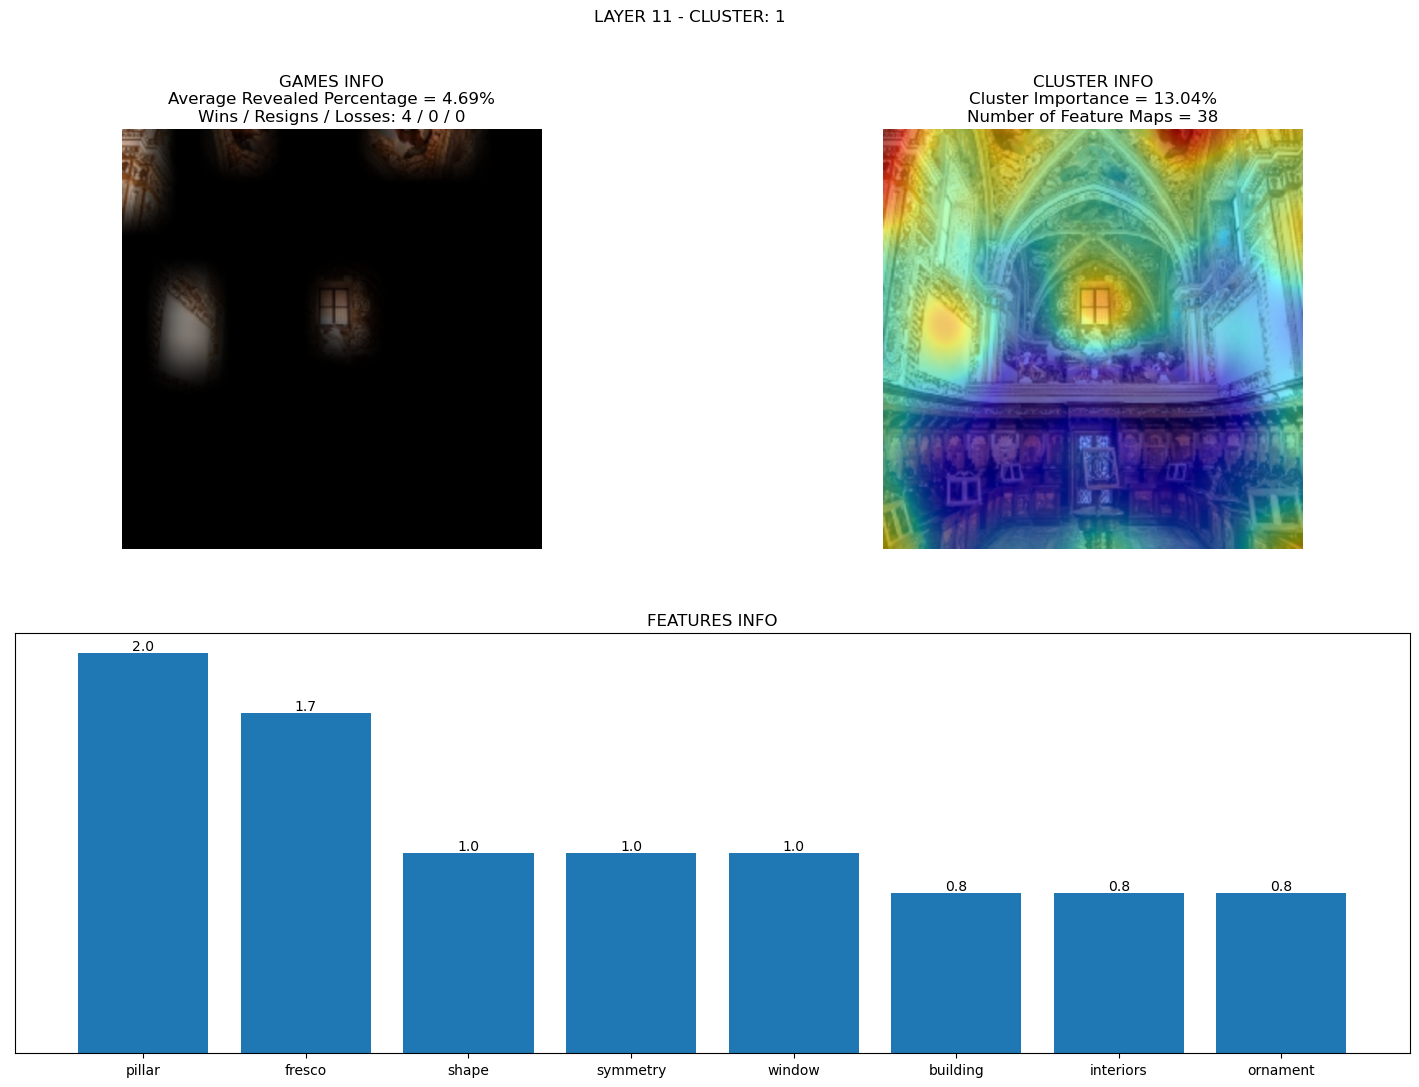 LAYER 11 - CLUSTER: 1
GAMES INFO
Average Revealed Percentage = 4.69%
Wins / Resigns / Losses: 4 / 0 / 0
CLUSTER INFO
Cluster Importance = 13.04%
Number of Feature Maps = 38
FEATURES INFO
2.0
1.7
1.0
1.0
1.0
0.8
0.8
0.8
pillar
fresco
shape
symmetry
window
building
interiors
ornament